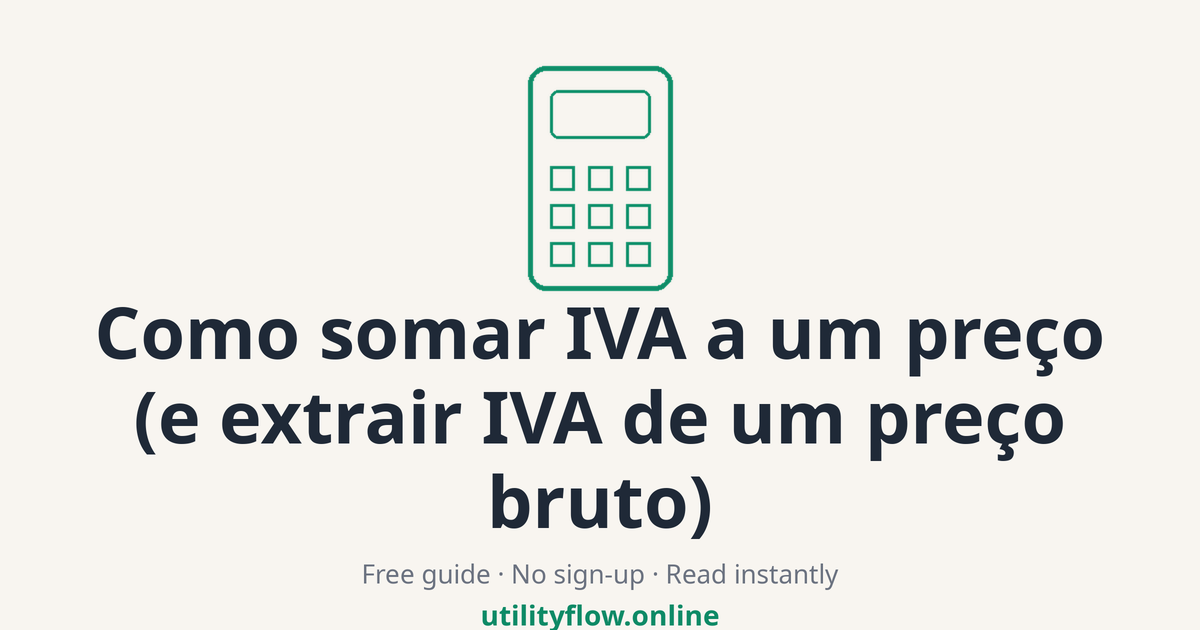 Como somar IVA a um preço
(e extrair IVA de um preço
bruto)
Free guide · No sign-up · Read instantly
utilityflow.online